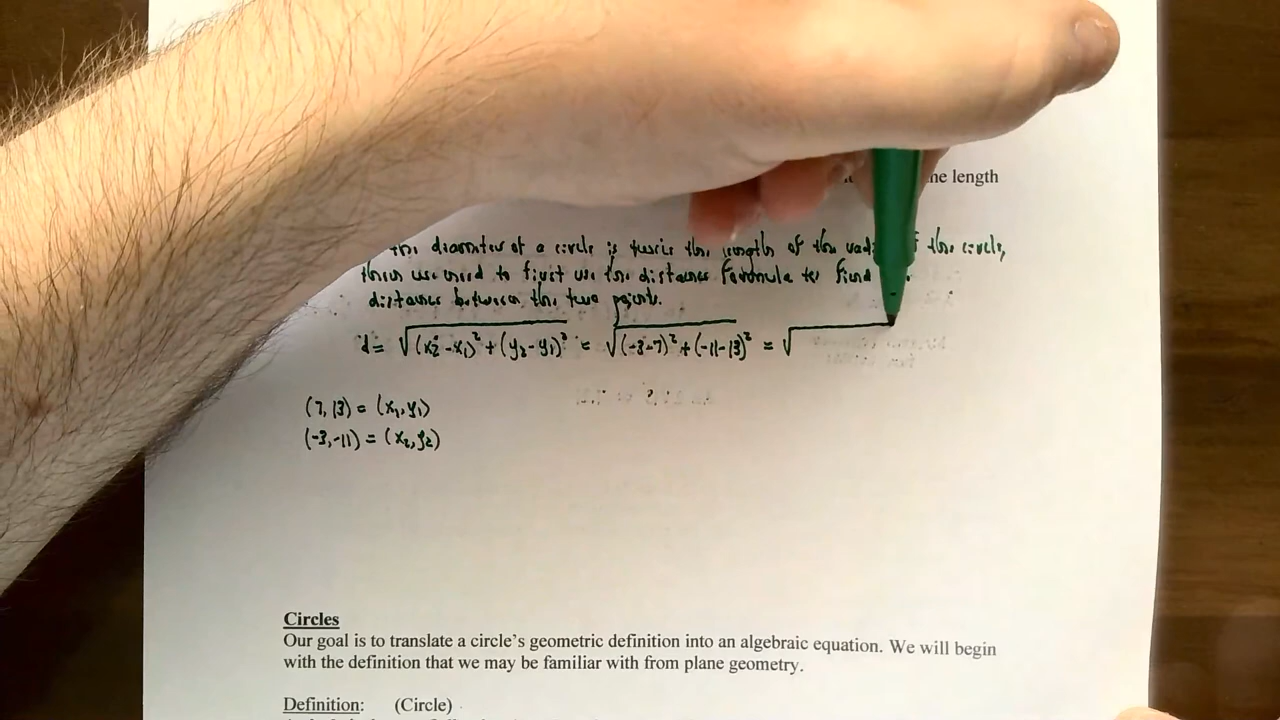 the length
the diameter of a circle is twice the length of the radi f the circle,
then we need to first use the distance formula to find
distance between the two points.
d = √(x₂-x₁)²+(y₂-y₁)² = √(-3-7)²+(-11-13)² = √
(7,13) = (x₁,y₁)
(-3,-11) = (x₂,y₂)
Circles
Our goal is to translate a circle's geometric definition into an algebraic equation. We will begin
with the definition that we may be familiar with from plane geometry.
Definition: (Circle)